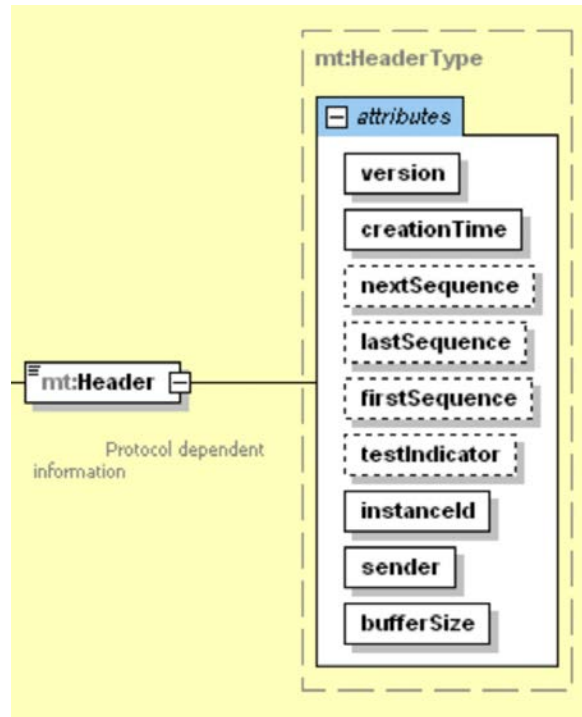 mt:HeaderType
attributes
version
creationTime
nextSequence
lastSequence
firstSequence
testIndicator
instanceId
sender
bufferSize
mt:Header
Protocol dependent
information